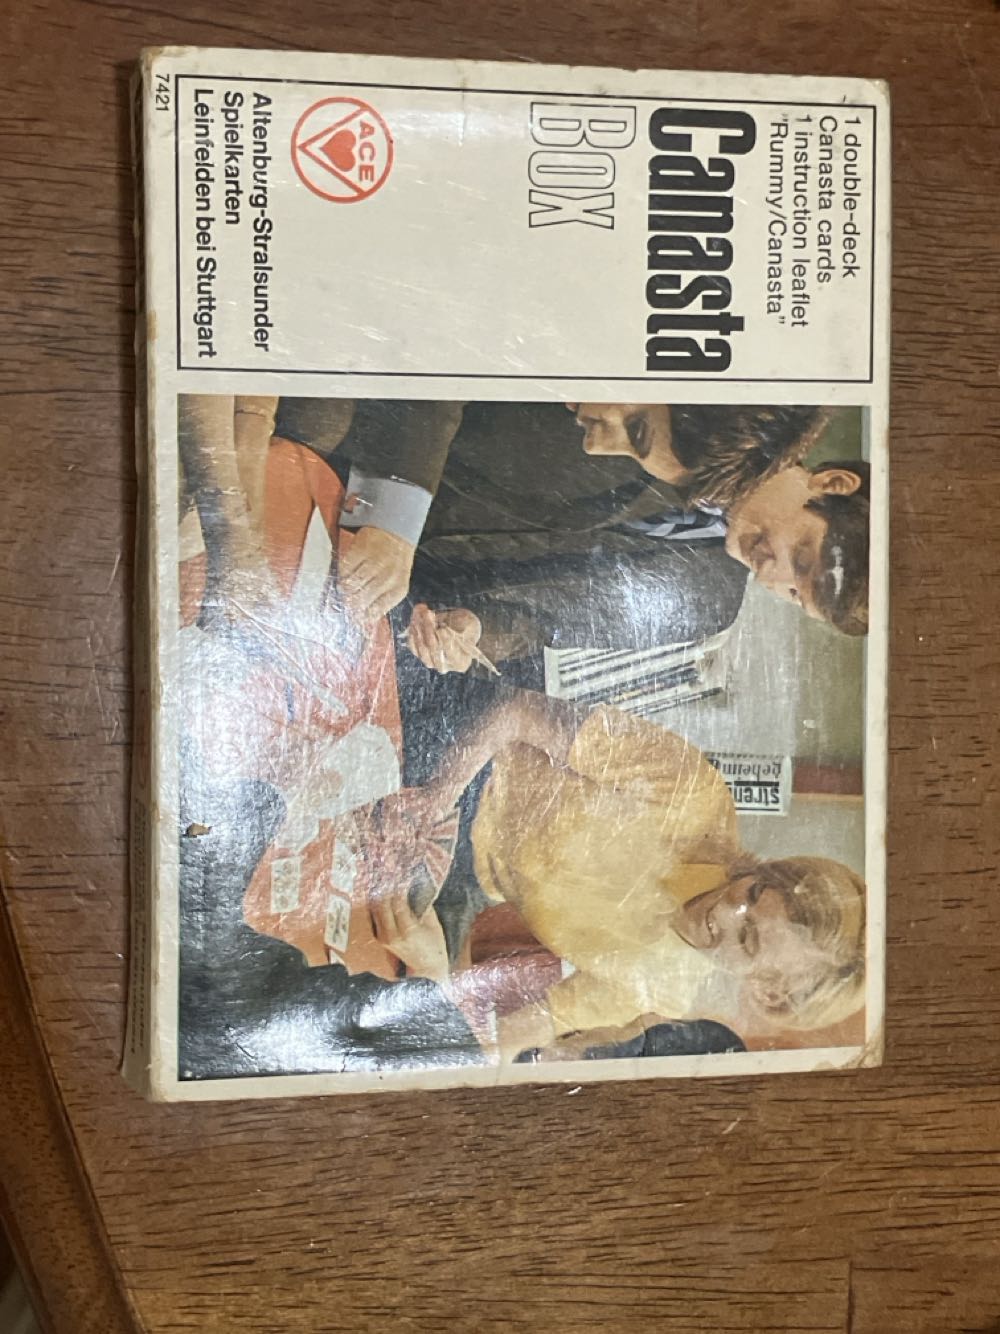 1 double-deck
Canasta cards
1 instruction leaflet
"Rummy/Canasta"
Canasta
BOX
ACE
Altenburg-Stralsunder
Spielkarten
Leinfelden bei Stuttgart
7421
geheim